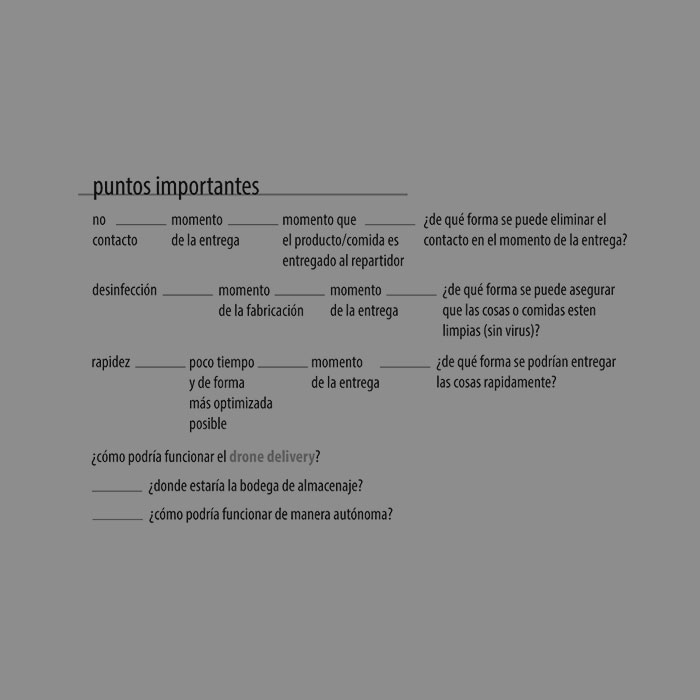 puntos importantes
no contacto momento de la entrega momento que el producto/comida es entregado al repartidor ¿de qué forma se puede eliminar el contacto en el momento de la entrega?
desinfección momento de la fabricación momento de la entrega ¿de qué forma se puede asegurar que las cosas o comidas esten limpias (sin virus)?
rapidez poco tiempo y de forma más optimizada posible momento de la entrega ¿de qué forma se podrían entregar las cosas rapidamente?
¿cómo podría funcionar el drone delivery?
¿donde estaría la bodega de almacenaje?
¿cómo podría funcionar de manera autónoma?